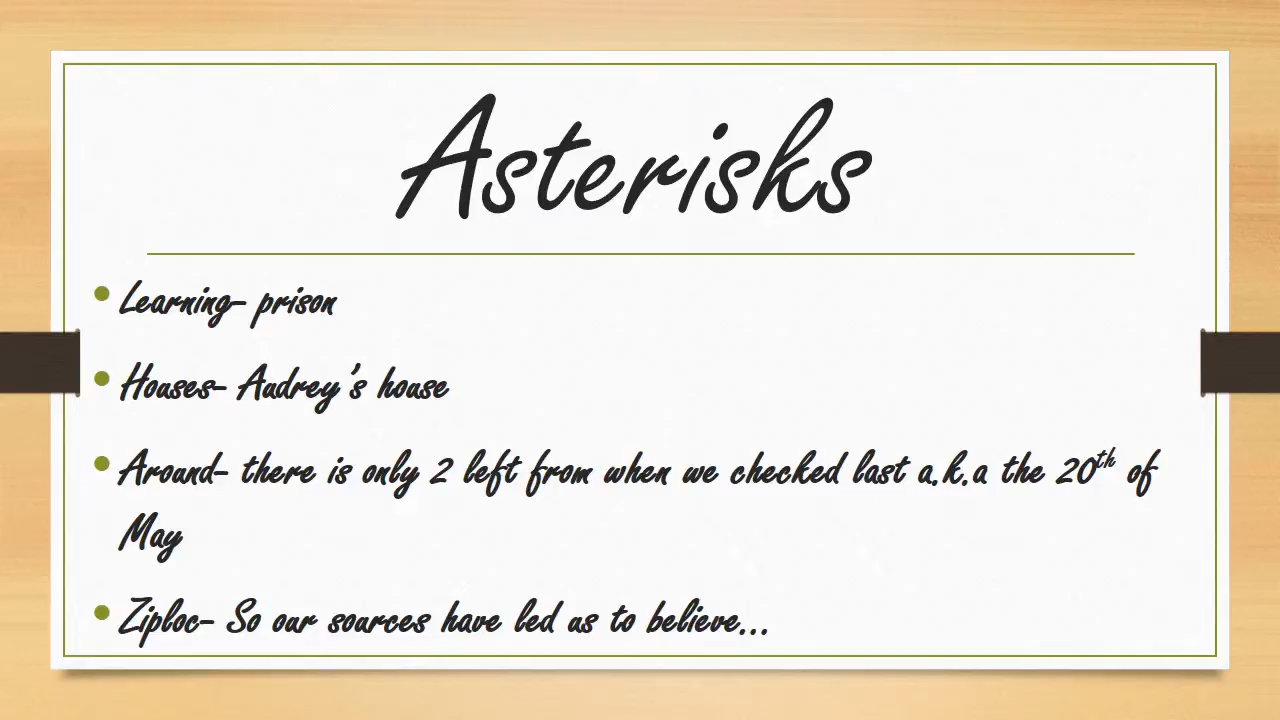 Asterisks
• Learning- prison
• Houses- Audrey's house
• Around- there is only 2 left from when we checked last a.k.a the 20th of
May
• Ziploc- So our sources have led us to believe...